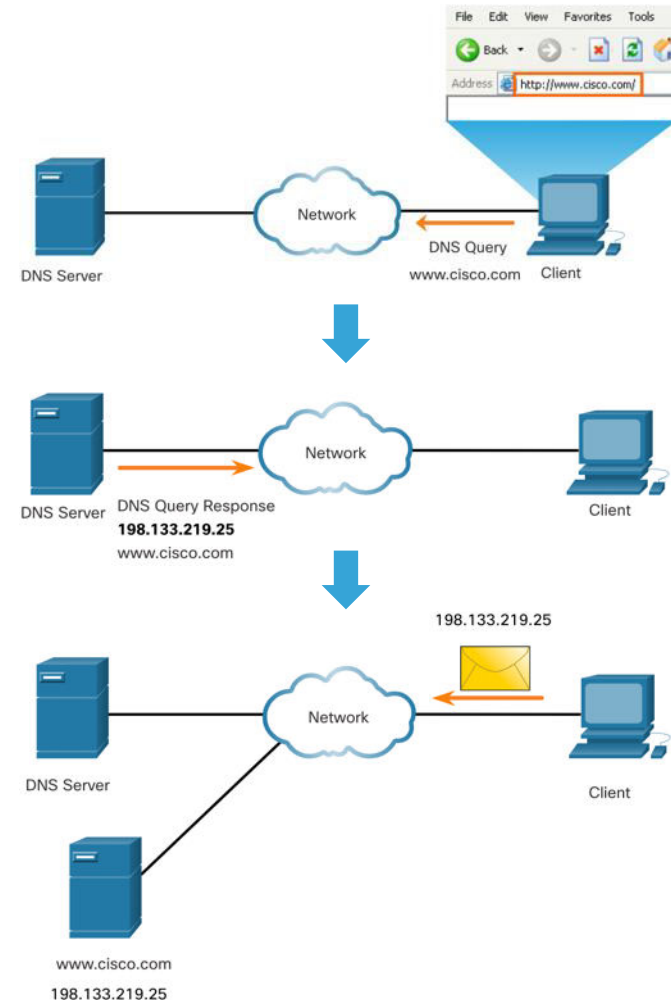 File Edit View Favorites Tools
Back
Address http://www.cisco.com/
Network
DNS Server
DNS Query
www.cisco.com
Client
Network
DNS Server
DNS Query Response
198.133.219.25
www.cisco.com
Client
198.133.219.25
Network
DNS Server
Client
www.cisco.com
198.133.219.25